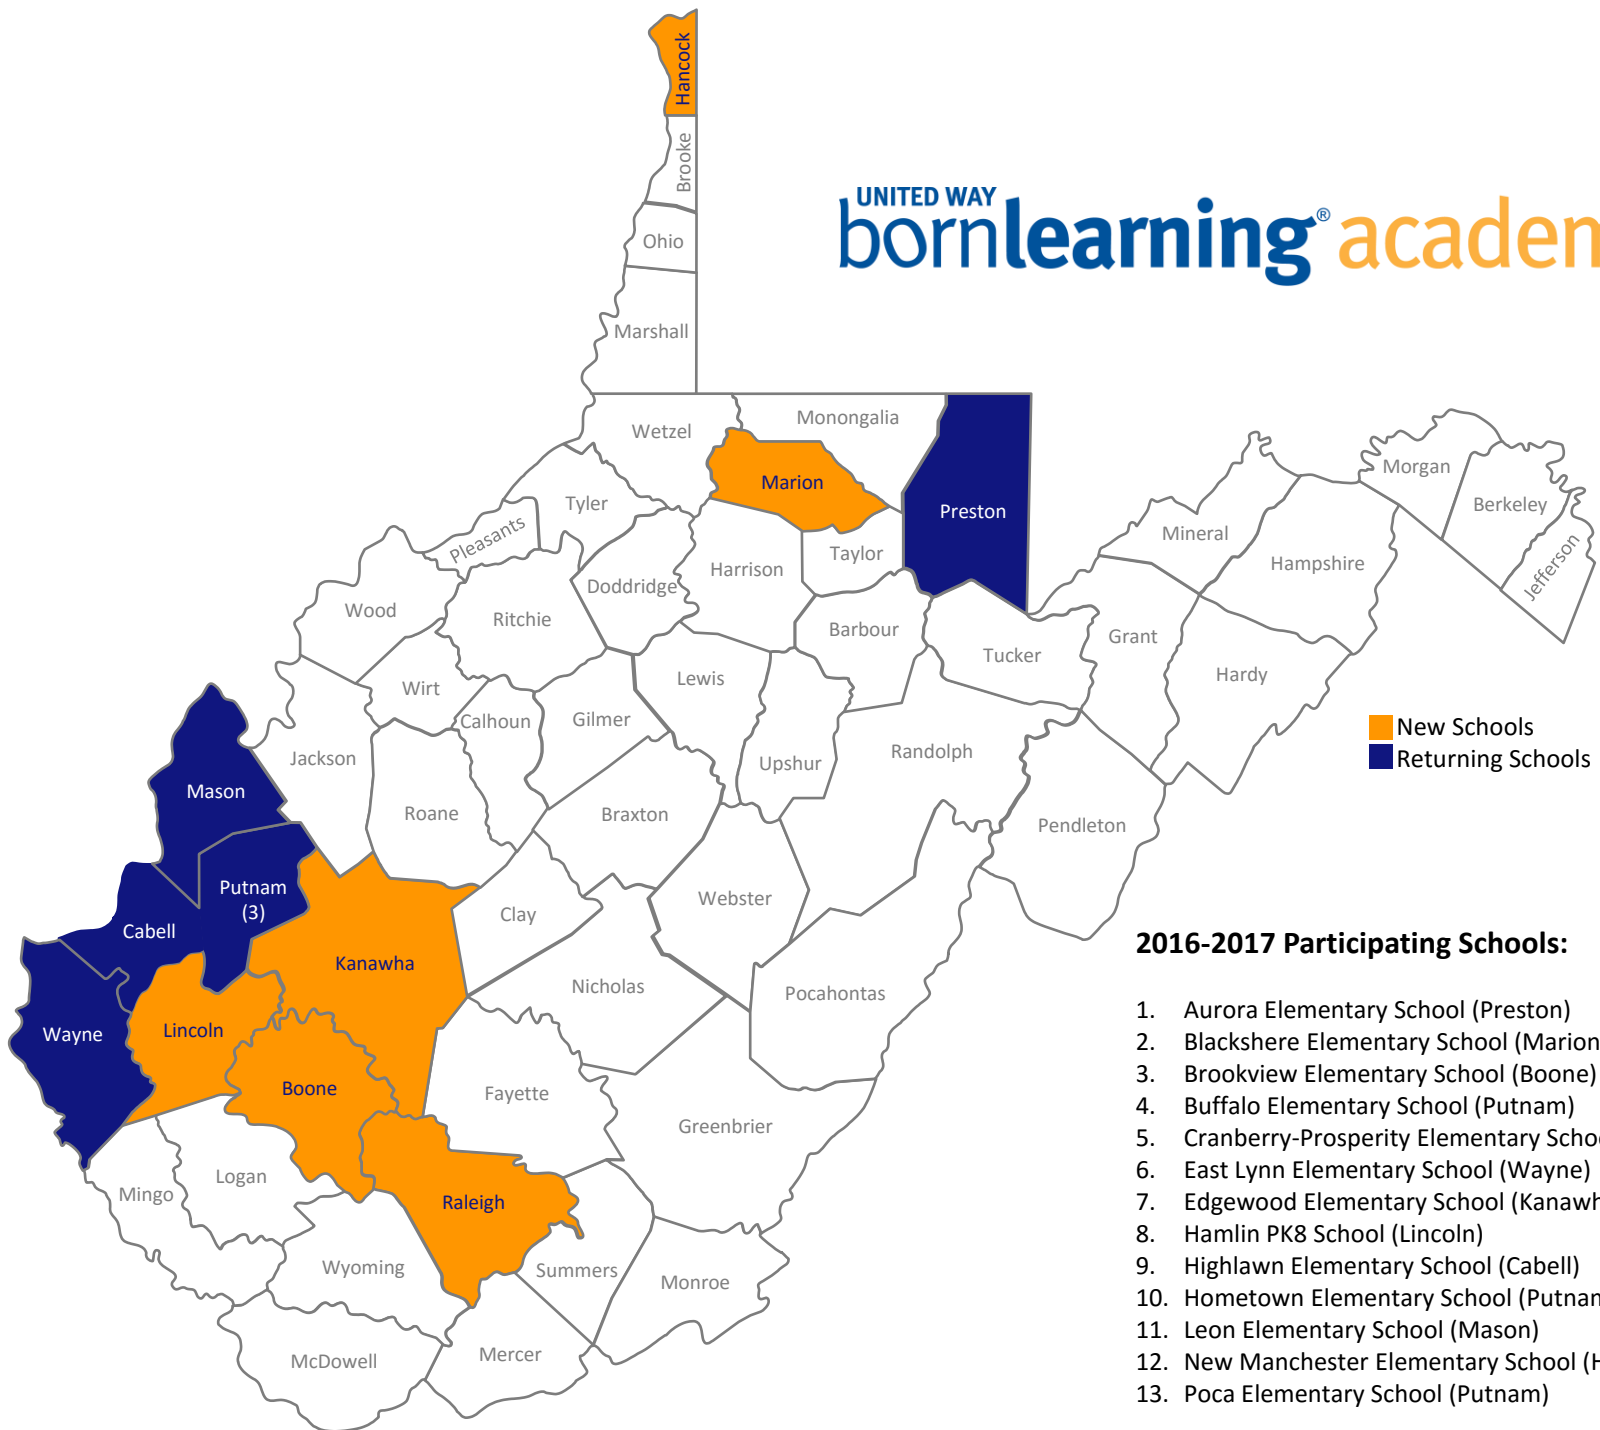 Hancock
Brooke
Ohio
Marshall
UNITED WAY
bornlearning® academ
Wetzel
Monongalia
Marion
Preston
Tyler
Pleasants
Taylor
Harrison
Doddridge
Wood
Ritchie
Barbour
Tucker
Grant
Mineral
Hampshire
Morgan
Berkeley
Jefferson
Hardy
Wirt
Calhoun
Gilmer
Lewis
Upshur
Randolph
Pendleton
Jackson
Roane
Braxton
New Schools
Returning Schools
Mason
Putnam
(3)
Cabell
Wayne
Lincoln
Kanawha
Boone
Clay
Webster
Nicholas
Pocahontas
Fayette
Greenbrier
Raleigh
Logan
Mingo
Wyoming
Summers
Monroe
McDowell
Mercer
2016-2017 Participating Schools:
1. Aurora Elementary School (Preston)
2. Blackshere Elementary School (Marion
3. Brookview Elementary School (Boone)
4. Buffalo Elementary School (Putnam)
5. Cranberry-Prosperity Elementary Schoo
6. East Lynn Elementary School (Wayne)
7. Edgewood Elementary School (Kanawh
8. Hamlin PK8 School (Lincoln)
9. Highlawn Elementary School (Cabell)
10. Hometown Elementary School (Putnam
11. Leon Elementary School (Mason)
12. New Manchester Elementary School (H
13. Poca Elementary School (Putnam)